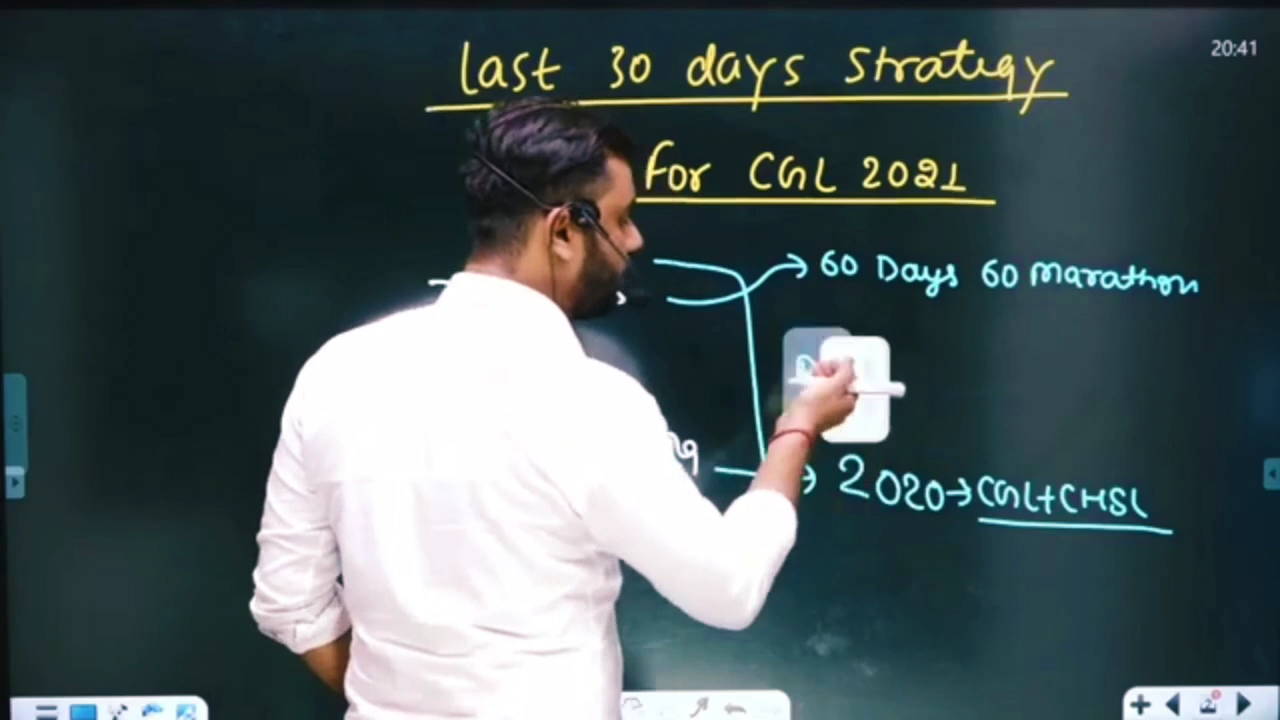 20:41
Last 30 days Strategy
For CGL 2021
60 Days 60 Marathon
2020→CGL+CHSL